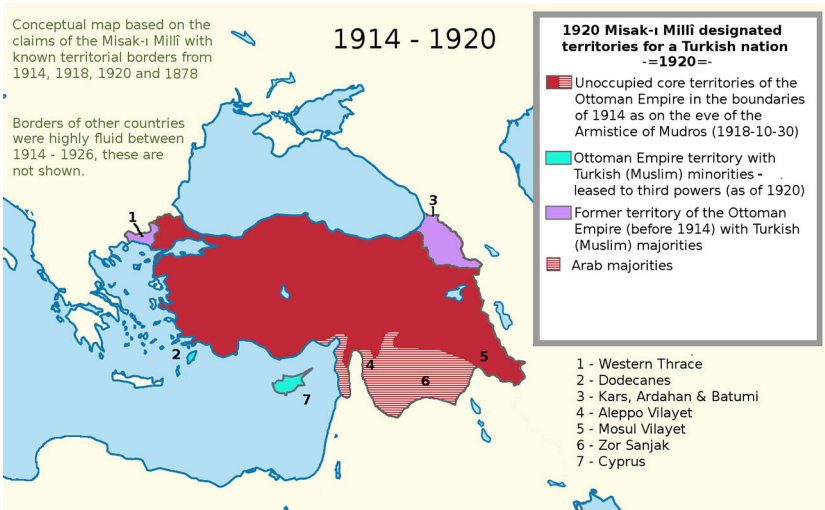 Conceptual map based on the
claims of the Misak-ı Millî with
known territorial borders from
1914, 1918, 1920 and 1878
Borders of other countries
were highly fluid between
1914 - 1926, these are
not shown.
1914 - 1920
1920 Misak-ı Millî designated
territories for a Turkish nation
-=1920=-
Unoccupied core territories of the
Ottoman Empire in the boundaries
of 1914 as on the eve of the
Armistice of Mudros (1918-10-30)
Ottoman Empire territory with
Turkish (Muslim) minorities -
leased to third powers (as of 1920)
Former territory of the Ottoman
Empire (before 1914) with Turkish
(Muslim) majorities
Arab majorities
1
3
2
4
5
6
7
1 - Western Thrace
2 - Dodecanes
3 - Kars, Ardahan & Batumi
4 - Aleppo Vilayet
5 - Mosul Vilayet
6 - Zor Sanjak
7 - Cyprus